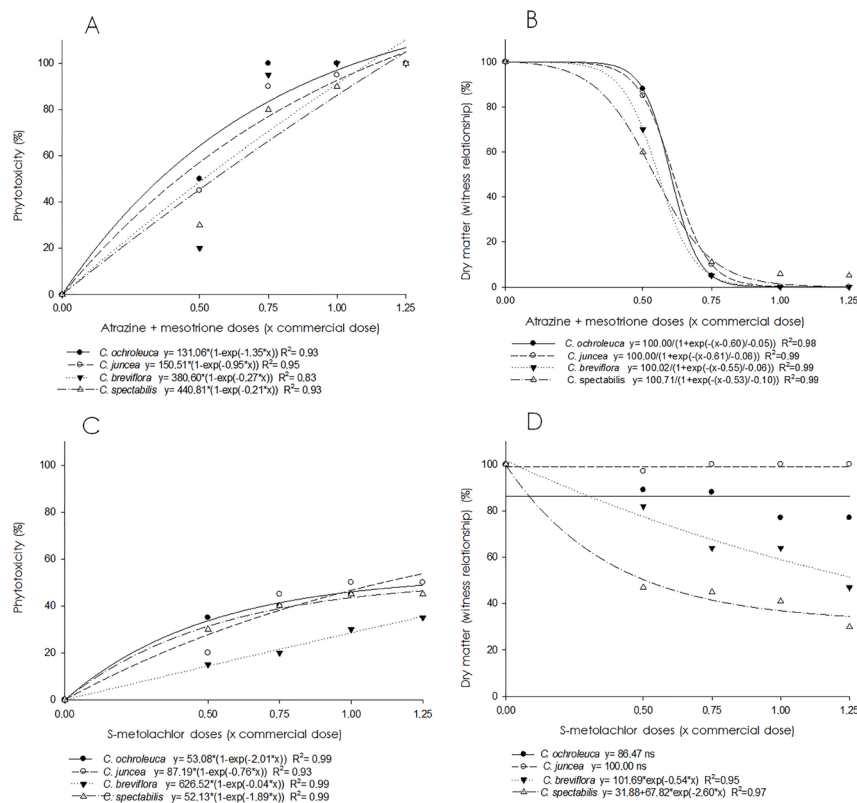 A
Phytotoxicity (%)
100
80
60
40
20
0
0.00 0.50 0.75 1.00 1.25
Atrazine + mesotrione doses (x commercial dose)
C. ochroleuca y= 131.06*(1-exp(-1.35*x)) R²= 0.93
C. juncea y= 150.51*(1-exp(-0.95*x)) R²= 0.95
C. breviflora y= 380.60*(1-exp(-0.27*x)) R²= 0.83
C. spectabilis y= 440.81*(1-exp(-0.21*x)) R²= 0.93
B
Dry matter (witness relationship) (%)
100
80
60
40
20
0
0.00 0.50 0.75 1.00 1.25
Atrazine + mesotrione doses (x commercial dose)
C. ochroleuca y= 100.00/(1+exp(-(x-0.60)/-0.05)) R²=0.98
C. juncea y= 100.00/(1+exp(-(x-0.61)/-0.06)) R²=0.99
C. breviflora y= 100.02/(1+exp(-(x-0.55)/-0.06)) R²=0.99
C. spectabilis y= 100.71/(1+exp(-(x-0.53)/-0.10)) R²=0.99
C
Phytotoxicity (%)
100
80
60
40
20
0
0.00 0.50 0.75 1.00 1.25
S-metolachlor doses (x commercial dose)
C. ochroleuca y= 53.08*(1-exp(-2.01*x)) R²= 0.99
C. juncea y= 87.19*(1-exp(-0.76*x)) R²= 0.93
C. breviflora y= 626.52*(1-exp(-0.04*x)) R²= 0.99
C. spectabilis y= 52.13*(1-exp(-1.89*x)) R²= 0.99
D
Dry matter (witness relationship) (%)
100
80
60
40
20
0
0.00 0.50 0.75 1.00 1.25
S-metolachlor doses (x commercial dose)
C. ochroleuca y= 86.47 ns
C. juncea y= 100.00 ns
C. breviflora y= 101.69*exp(-0.54*x) R²=0.95
C. spectabilis y= 31.88+67.82*exp(-2.60*x) R²=0.97